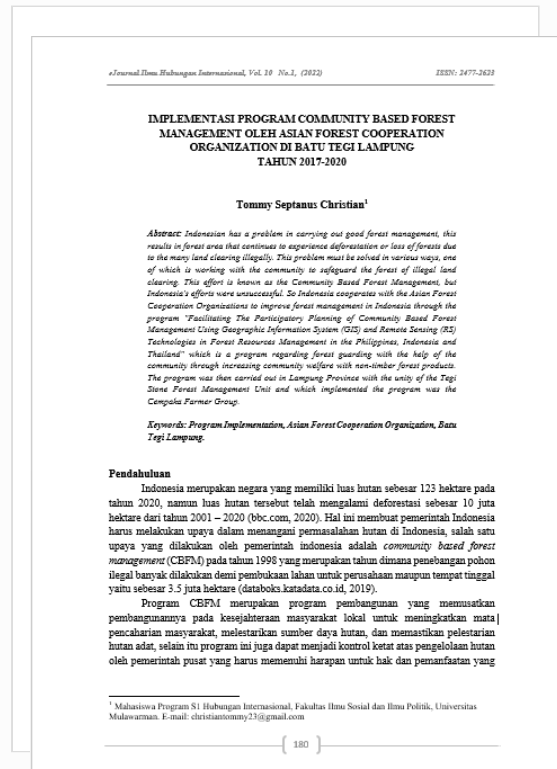 eJournal Ilmu Hubungan Internasional, Vol. 10 No.1, (2022) ISSN: 2477-2623
IMPLEMENTASI PROGRAM COMMUNITY BASED FOREST
MANAGEMENT OLEH ASIAN FOREST COOPERATION
ORGANIZATION DI BATU TEGI LAMPUNG
TAHUN 2017-2020
Tommy Septanus Christian¹
Abstract: Indonesian has a problem in carrying out good forest management, this
results in forest area that continues to experience deforestation or loss of forests due
to the many land clearing illegally. This problem must be solved in various ways, one
of which is working with the community to safeguard the forest of illegal land
clearing. This effort is known as the Community Based Forest Management, but
Indonesia's efforts were unsuccessful. So Indonesia cooperates with the Asian Forest
Cooperation Organizations to improve forest management in Indonesia through the
program "Facilitating The Participatory Planning of Community Based Forest
Management Using Geographic Information System (GIS) and Remote Sensing (RS)
Technologies in Forest Resources Management in the Philippines, Indonesia and
Thailand" which is a program regarding forest guarding with the help of the
community through increasing community welfare with non-timber forest products.
The program was then carried out in Lampung Province with the unity of the Tegi
Stone Forest Management Unit and which implemented the program was the
Cempaka Farmer Group.
Keywords: Program Implementation, Asian Forest Cooperation Organization, Batu
Tegi Lampung.
Pendahuluan
Indonesia merupakan negara yang memiliki luas hutan sebesar 123 hektare pada
tahun 2020, namun luas hutan tersebut telah mengalami deforestasi sebesar 10 juta
hektare dari tahun 2001 – 2020 (bbc.com, 2020). Hal ini membuat pemerintah Indonesia
harus melakukan upaya dalam menangani permasalahan hutan di Indonesia, salah satu
upaya yang dilakukan oleh pemerintah indonesia adalah community based forest
management (CBFM) pada tahun 1998 yang merupakan tahun dimana penebangan pohon
ilegal banyak dilakukan demi pembukaan lahan untuk perusahaan maupun tempat tinggal
yaitu sebesar 3.5 juta hektare (databoks.katadata.co.id, 2019).
Program CBFM merupakan program pembangunan yang memusatkan
pembangunannya pada kesejahteraan masyarakat lokal untuk meningkatkan mata
pencaharian masyarakat, melestarikan sumber daya hutan, dan memastikan pelestarian
hutan adat, selain itu program ini juga dapat menjadi kontrol ketat atas pengelolaan hutan
oleh pemerintah pusat yang harus memenuhi harapan untuk hak dan pemanfaatan yang
¹ Mahasiswa Program S1 Hubungan Internasional, Fakultas Ilmu Sosial dan Ilmu Politik, Universitas
Mulawarman. E-mail: christiantommy23@gmail.com
180